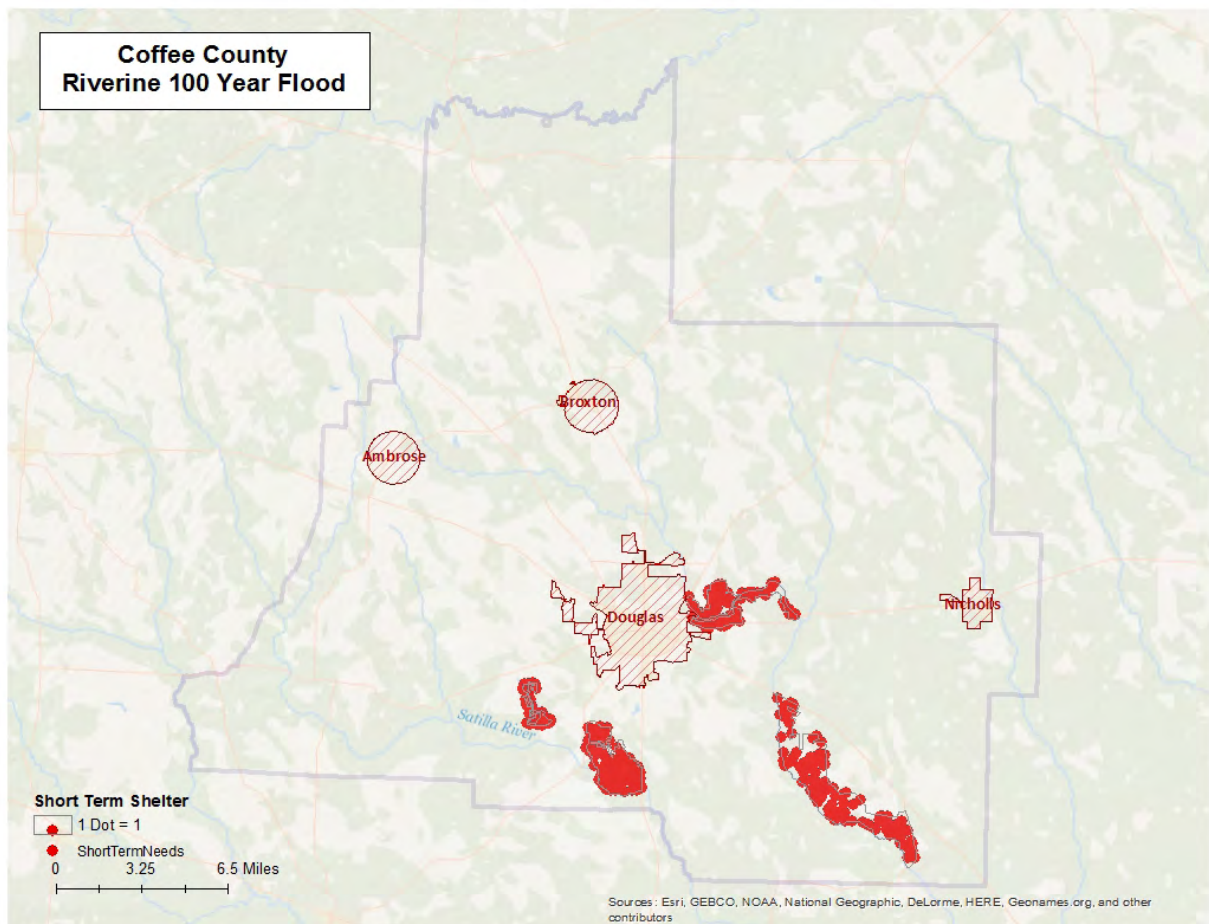 Coffee County
Riverine 100 Year Flood
Broxton
Ambrose
Douglas
Nicholls
Satilla River
Short Term Shelter
1 Dot = 1
ShortTermNeeds
0 3.25 6.5 Miles
Sources: Esri, GEBCO, NOAA, National Geographic, DeLorme, HERE, Geonames.org, and other
contributors